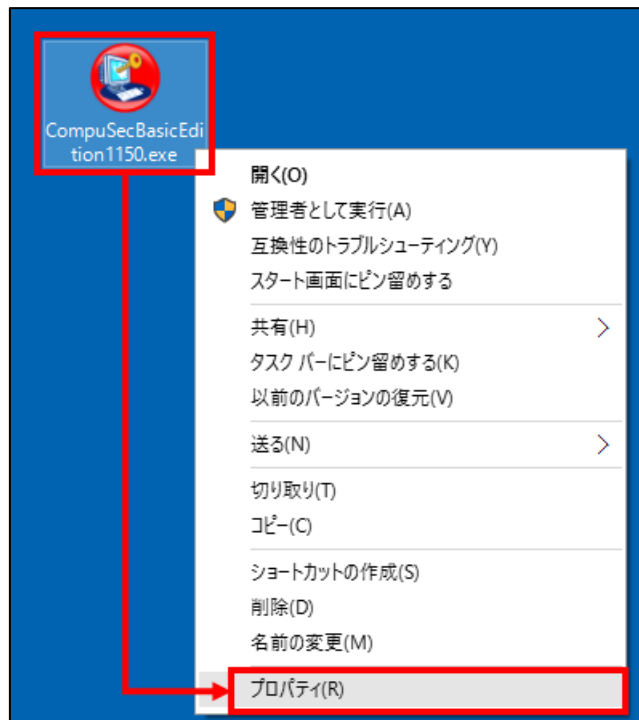 CompuSecBasicEdi
tion1150.exe
開く(O)
管理者として実行(A)
互換性のトラブルシューティング(Y)
スタート画面にピン留めする
共有(H)
タスク バーにピン留めする(K)
以前のバージョンの復元(V)
送る(N)
切り取り(T)
コピー(C)
ショートカットの作成(S)
削除(D)
名前の変更(M)
プロパティ(R)